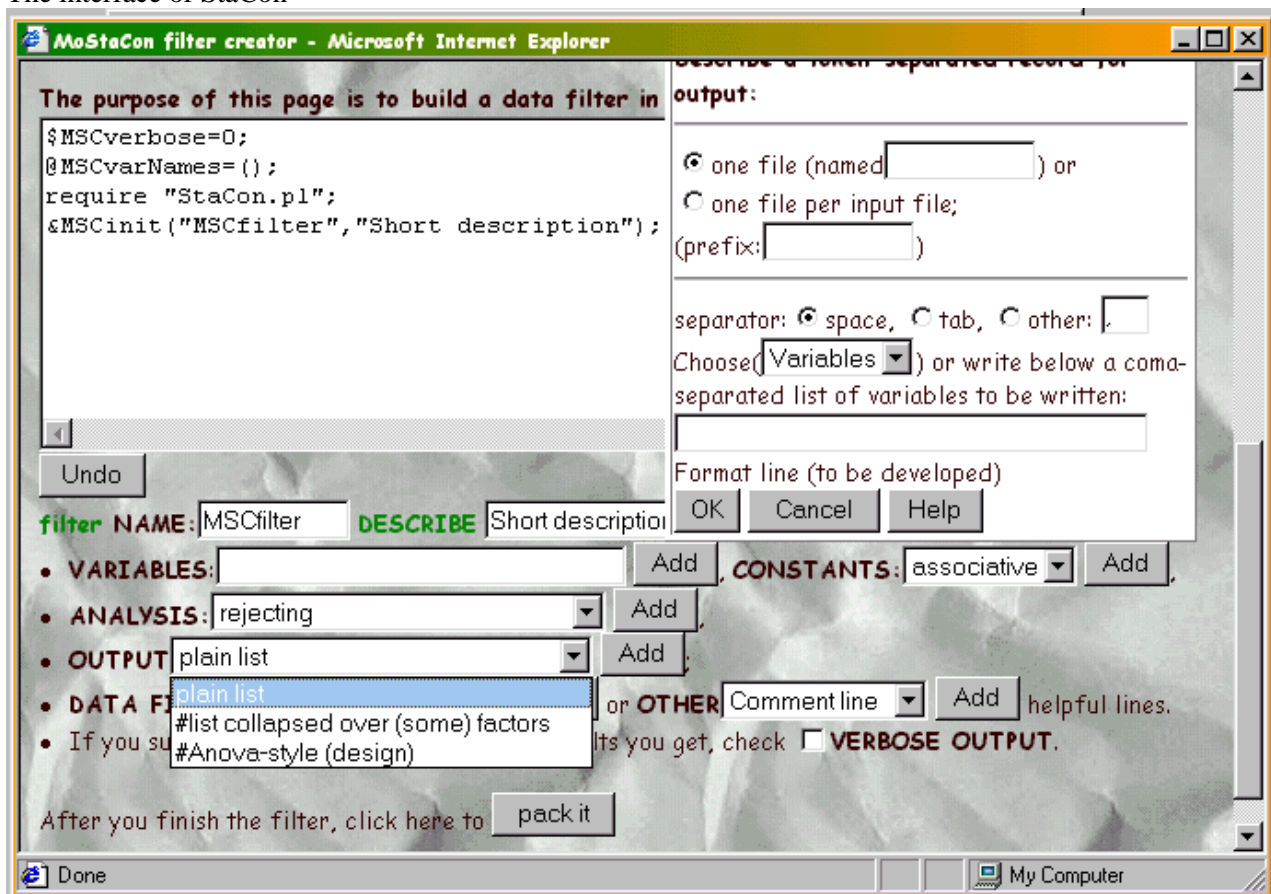 The interface of StaCon
MoStaCon filter creator - Microsoft Internet Explorer
The purpose of this page is to build a data filter in
$MSCverbose=0;
@MSCvarNames=();
require "StaCon.pl";
&MSCinit("MSCfilter","Short description");
Describe a token separated record for
output:
one file (named ) or
one file per input file;
(prefix: )
separator: space, tab, other: ,
Choose( Variables ) or write below a coma-
separated list of variables to be written:
Format line (to be developed)
OK Cancel Help
Undo
filter NAME: MSCfilter DESCRIBE Short description
• VARIABLES: Add , CONSTANTS: associative Add ,
• ANALYSIS: rejecting Add ,
• OUTPUT plain list Add ;
plain list
#list collapsed over (some) factors
#Anova-style (design)
• DATA FI or OTHER Comment line Add helpful lines.
• If you su lts you get, check VERBOSE OUTPUT.
After you finish the filter, click here to pack it
Done My Computer